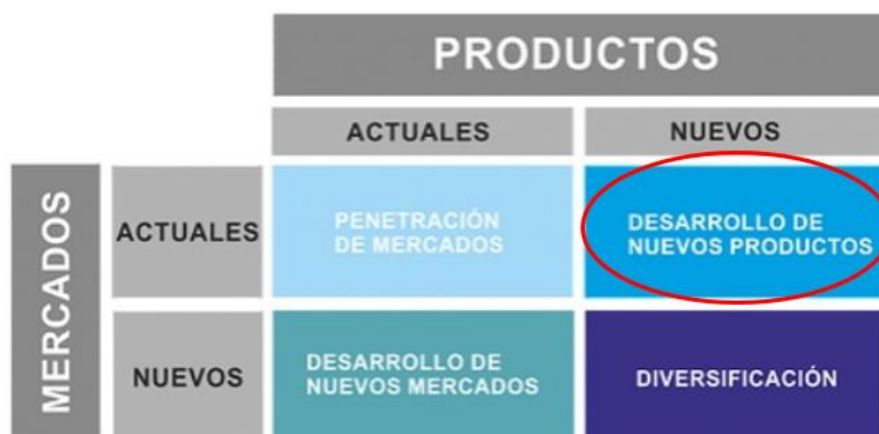 PRODUCTOS
ACTUALES
NUEVOS
MERCADOS
ACTUALES
PENETRACIÓN
DE MERCADOS
DESARROLLO DE
NUEVOS PRODUCTOS
NUEVOS
DESARROLLO DE
NUEVOS MERCADOS
DIVERSIFICACIÓN